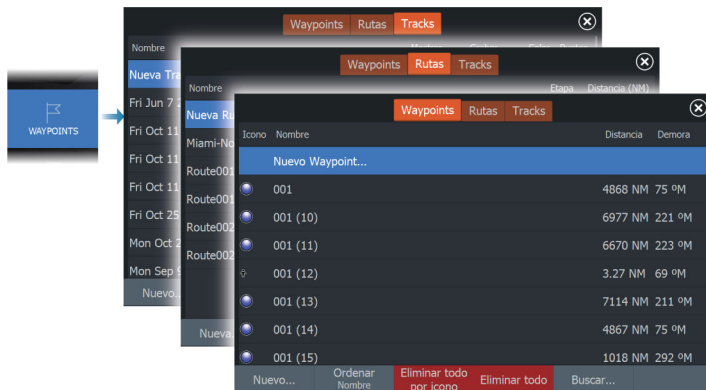 Waypoints Rutas Tracks
Nombre
Nueva
Fri Jun 7
Fri Oct 11
Fri Oct 11
Fri Oct 11
Fri Oct 25
Mon Oct
Mon Sep
Nuevo...
WAYPOINTS
Waypoints Rutas Tracks
Nombre Etapa Distancia (NM)
Nueva
Route001
Route001
Route002
Route002
Nueva
Waypoints Rutas Tracks
Icono Nombre Distancia Demora
Nuevo Waypoint...
001 4868 NM 75 ºM
001 (10) 6977 NM 221 ºM
001 (11) 6670 NM 223 ºM
001 (12) 3.27 NM 69 ºM
001 (13) 7114 NM 211 ºM
001 (14) 4867 NM 75 ºM
001 (15) 1018 NM 292 ºM
Nuevo... Ordenar Eliminar todo Eliminar todo Buscar...
Nombre por icono